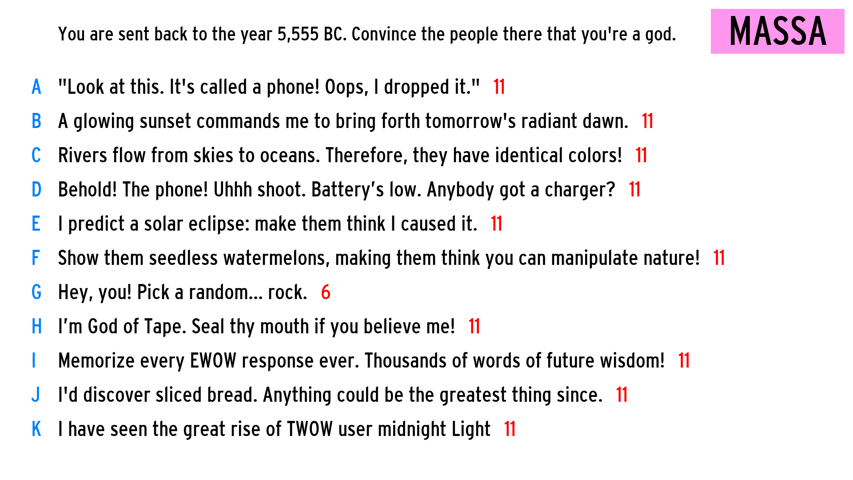 You are sent back to the year 5,555 BC. Convince the people there that you're a god.
MASSA
A "Look at this. It's called a phone! Oops, I dropped it." 11
B A glowing sunset commands me to bring forth tomorrow's radiant dawn. 11
C Rivers flow from skies to oceans. Therefore, they have identical colors! 11
D Behold! The phone! Uhhh shoot. Battery’s low. Anybody got a charger? 11
E I predict a solar eclipse: make them think I caused it. 11
F Show them seedless watermelons, making them think you can manipulate nature! 11
G Hey, you! Pick a random... rock. 6
H I’m God of Tape. Seal thy mouth if you believe me! 11
I Memorize every EWOW response ever. Thousands of words of future wisdom! 11
J I'd discover sliced bread. Anything could be the greatest thing since. 11
K I have seen the great rise of TWOW user midnight Light 11